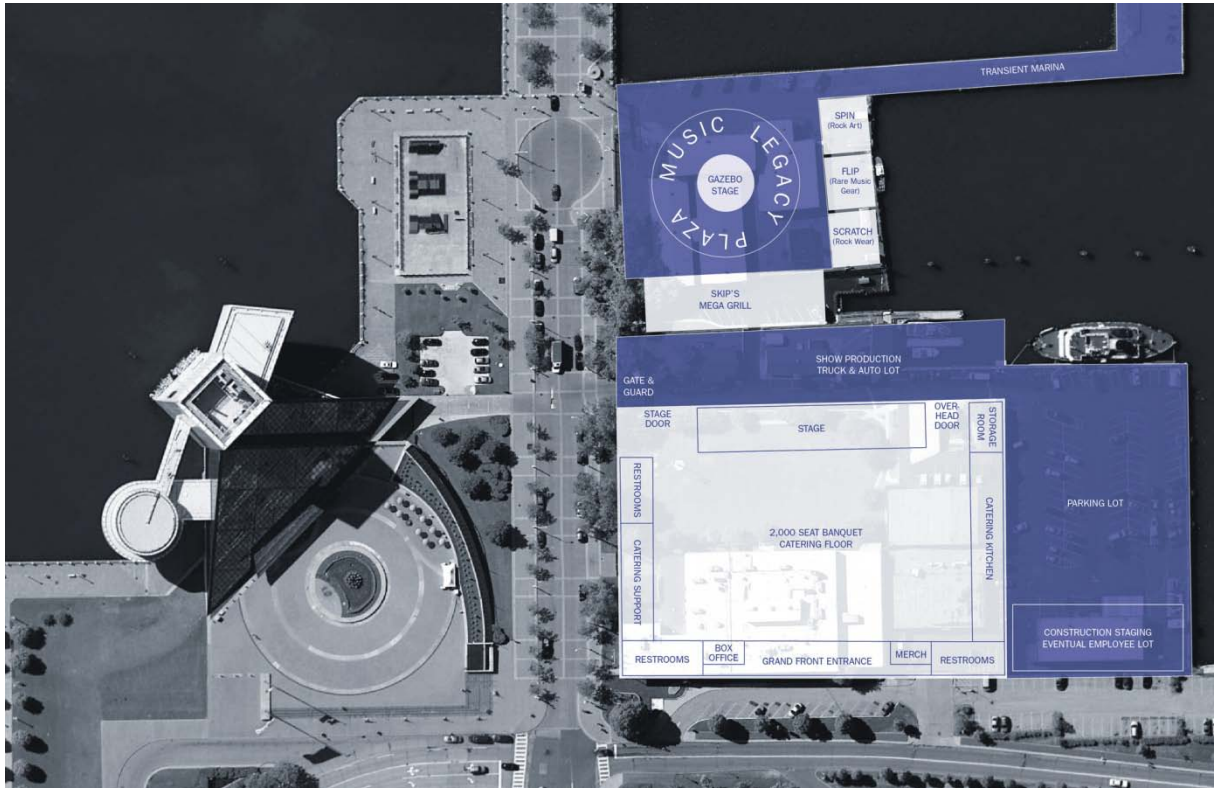 TRANSIENT MARINA
MUSIC LEGACY PLAZA
GAZEBO
STAGE
SPIN
(Rock Art)
FLIP
(Rare Music
Gear)
SCRATCH
(Rock Wear)
SKIP'S
MEGA GRILL
SHOW PRODUCTION
TRUCK & AUTO LOT
GATE &
GUARD
STAGE
DOOR
STAGE
OVER-
HEAD
DOOR
STORAGE
ROOM
RESTROOMS
CATERING SUPPORT
2,000 SEAT BANQUET
CATERING FLOOR
CATERING KITCHEN
PARKING LOT
RESTROOMS
BOX
OFFICE
GRAND FRONT ENTRANCE
MERCH
RESTROOMS
CONSTRUCTION STAGING
EVENTUAL EMPLOYEE LOT